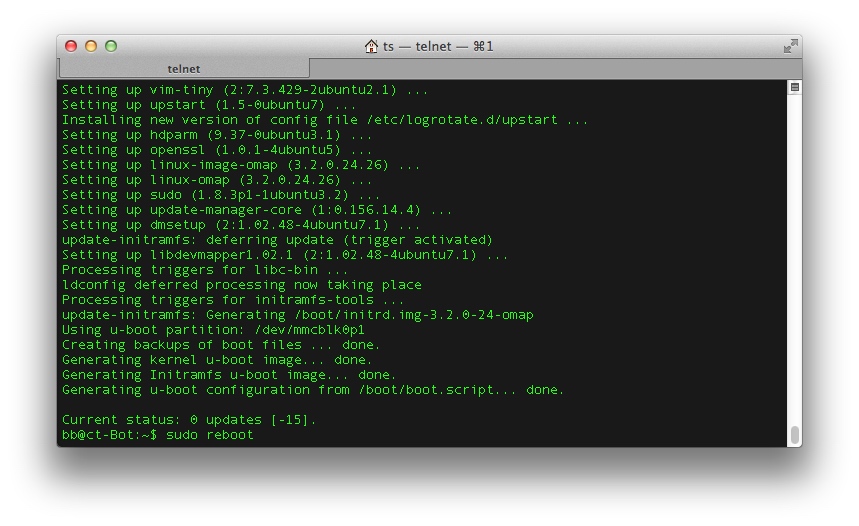 ts — telnet — ⌘1
telnet
Setting up vim-tiny (2:7.3.429-2ubuntu2.1) ...
Setting up upstart (1.5-0ubuntu7) ...
Installing new version of config file /etc/logrotate.d/upstart ...
Setting up hdparm (9.37-0ubuntu3.1) ...
Setting up openssl (1.0.1-4ubuntu5) ...
Setting up linux-image-omap (3.2.0.24.26) ...
Setting up linux-omap (3.2.0.24.26) ...
Setting up sudo (1.8.3p1-1ubuntu3.2) ...
Setting up update-manager-core (1:0.156.14.4) ...
Setting up dmsetup (2:1.02.48-4ubuntu7.1) ...
update-initramfs: deferring update (trigger activated)
Setting up libdevmapper1.02.1 (2:1.02.48-4ubuntu7.1) ...
Processing triggers for libc-bin ...
ldconfig deferred processing now taking place
Processing triggers for initramfs-tools ...
update-initramfs: Generating /boot/initrd.img-3.2.0-24-omap
Using u-boot partition: /dev/mmcblk0p1
Creating backups of boot files ... done.
Generating kernel u-boot image... done.
Generating Initramfs u-boot image... done.
Generating u-boot configuration from /boot/boot.script... done.
Current status: 0 updates [-15].
bb@ct-Bot:~$ sudo reboot